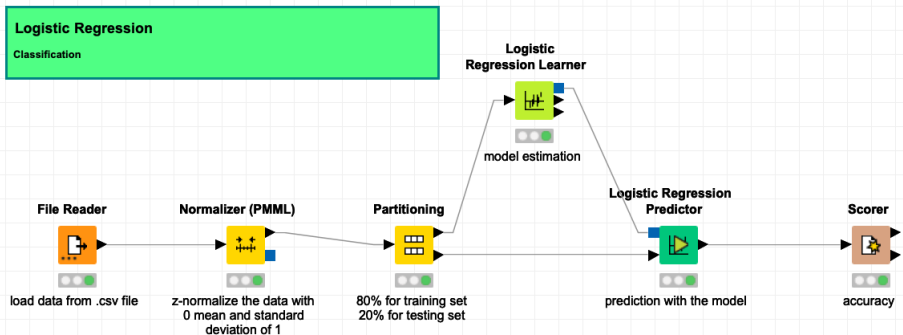 Logistic Regression
Classification
Logistic
Regression Learner
model estimation
File Reader
load data from .csv file
Normalizer (PMML)
z-normalize the data with
0 mean and standard
deviation of 1
Partitioning
80% for training set
20% for testing set
Logistic Regression
Predictor
prediction with the model
Scorer
accuracy